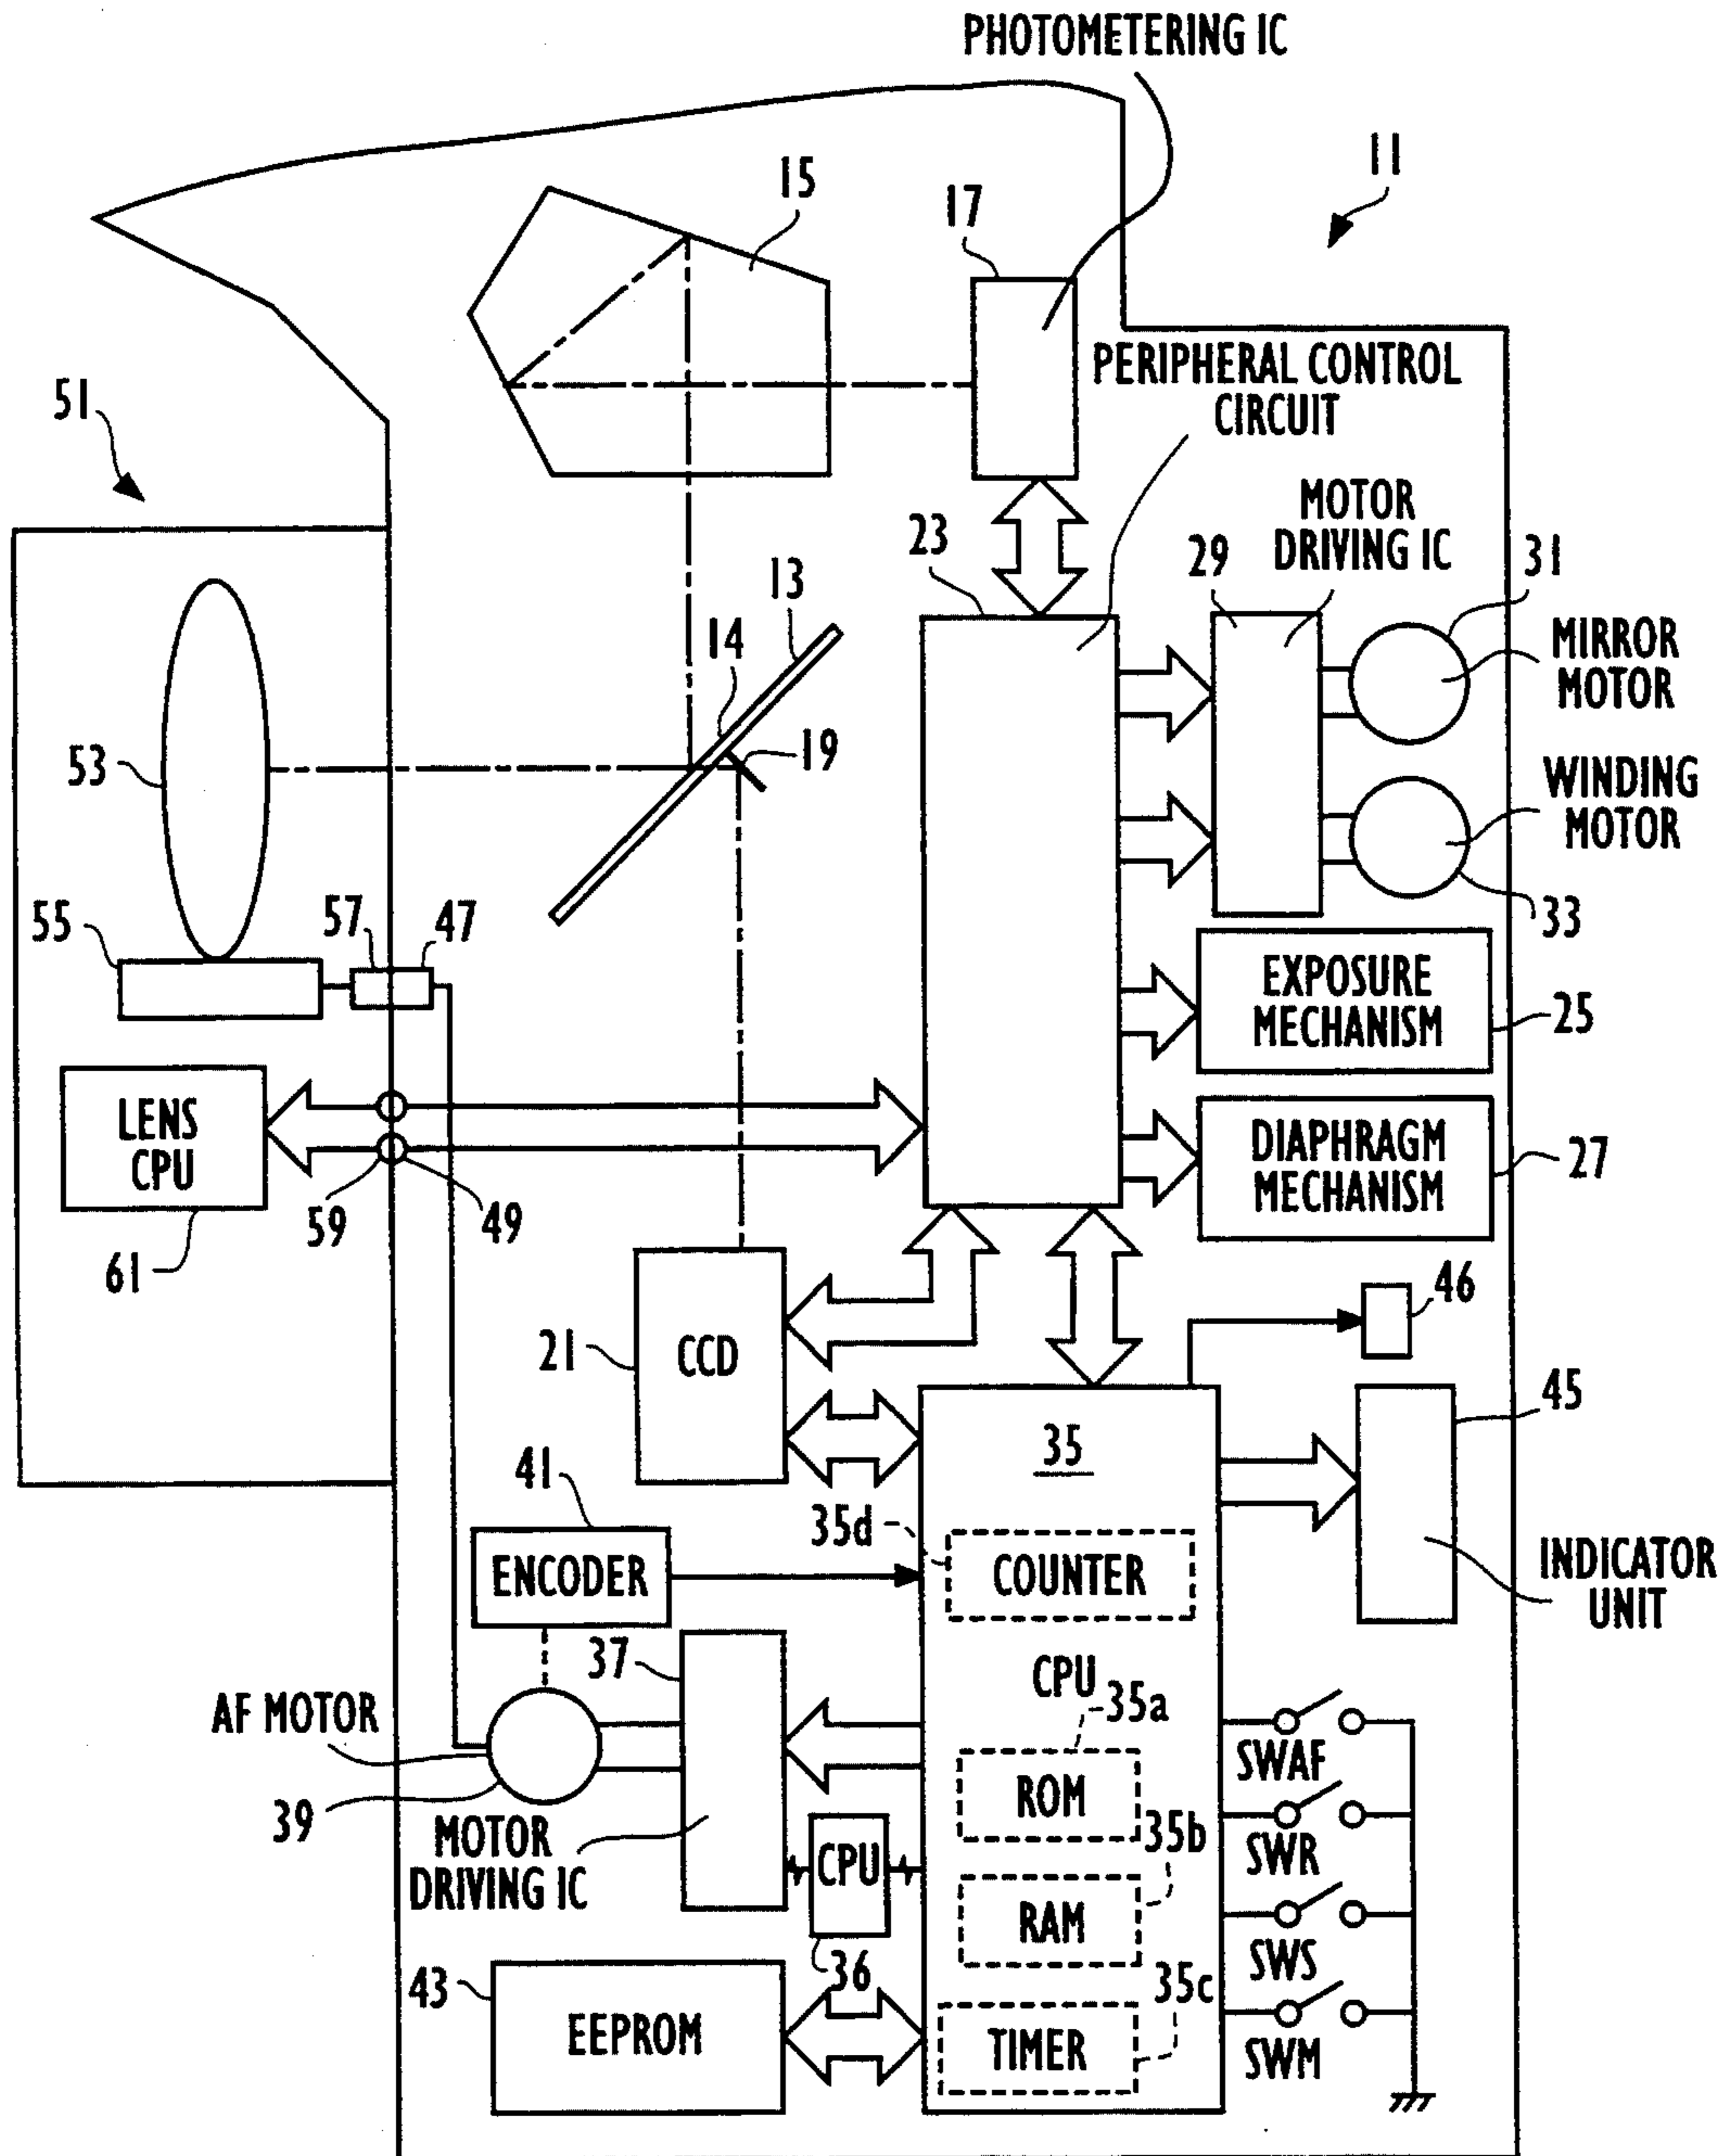 PHOTOMETERING IC
11
15
17
PERIPHERAL CONTROL
CIRCUIT
51
MOTOR
DRIVING IC
23
29
31
13
14
MIRROR
MOTOR
19
53
WINDING
MOTOR
55
57
47
33
EXPOSURE
MECHANISM
25
LENS
CPU
DIAPHRAGM
MECHANISM
27
59
49
61
46
21
CCD
45
35
41
35d
ENCODER
COUNTER
INDICATOR
UNIT
37
CPU
35a
AF MOTOR
SWAF
ROM
39
MOTOR
DRIVING IC
CPU
35b
SWR
RAM
36
SWS
43
35c
EEPROM
TIMER
SWM